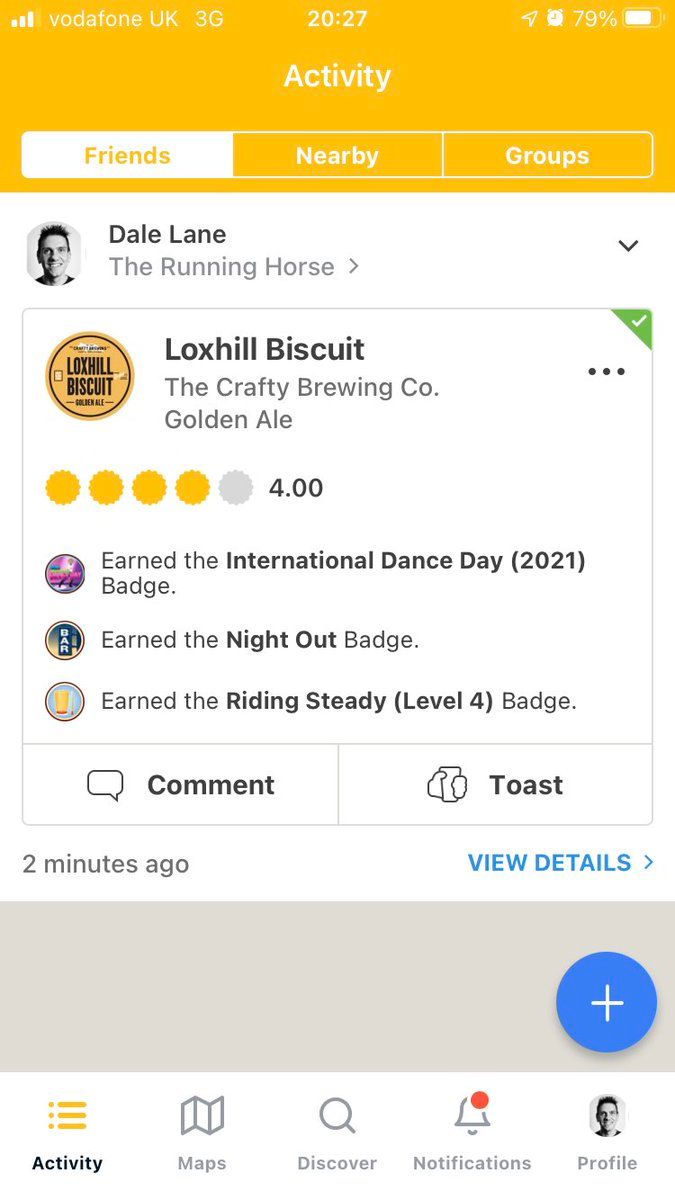 vodafone UK 3G 20:27 79%
Activity
Friends Nearby Groups
Dale Lane
The Running Horse
Loxhill Biscuit
The Crafty Brewing Co.
Golden Ale
LOXHILL
BISCUIT
GOLDEN ALE
4.00
Earned the International Dance Day (2021)
Badge.
BAR
Earned the Night Out Badge.
Earned the Riding Steady (Level 4) Badge.
Comment Toast
2 minutes ago VIEW DETAILS
Activity Maps Discover Notifications Profile